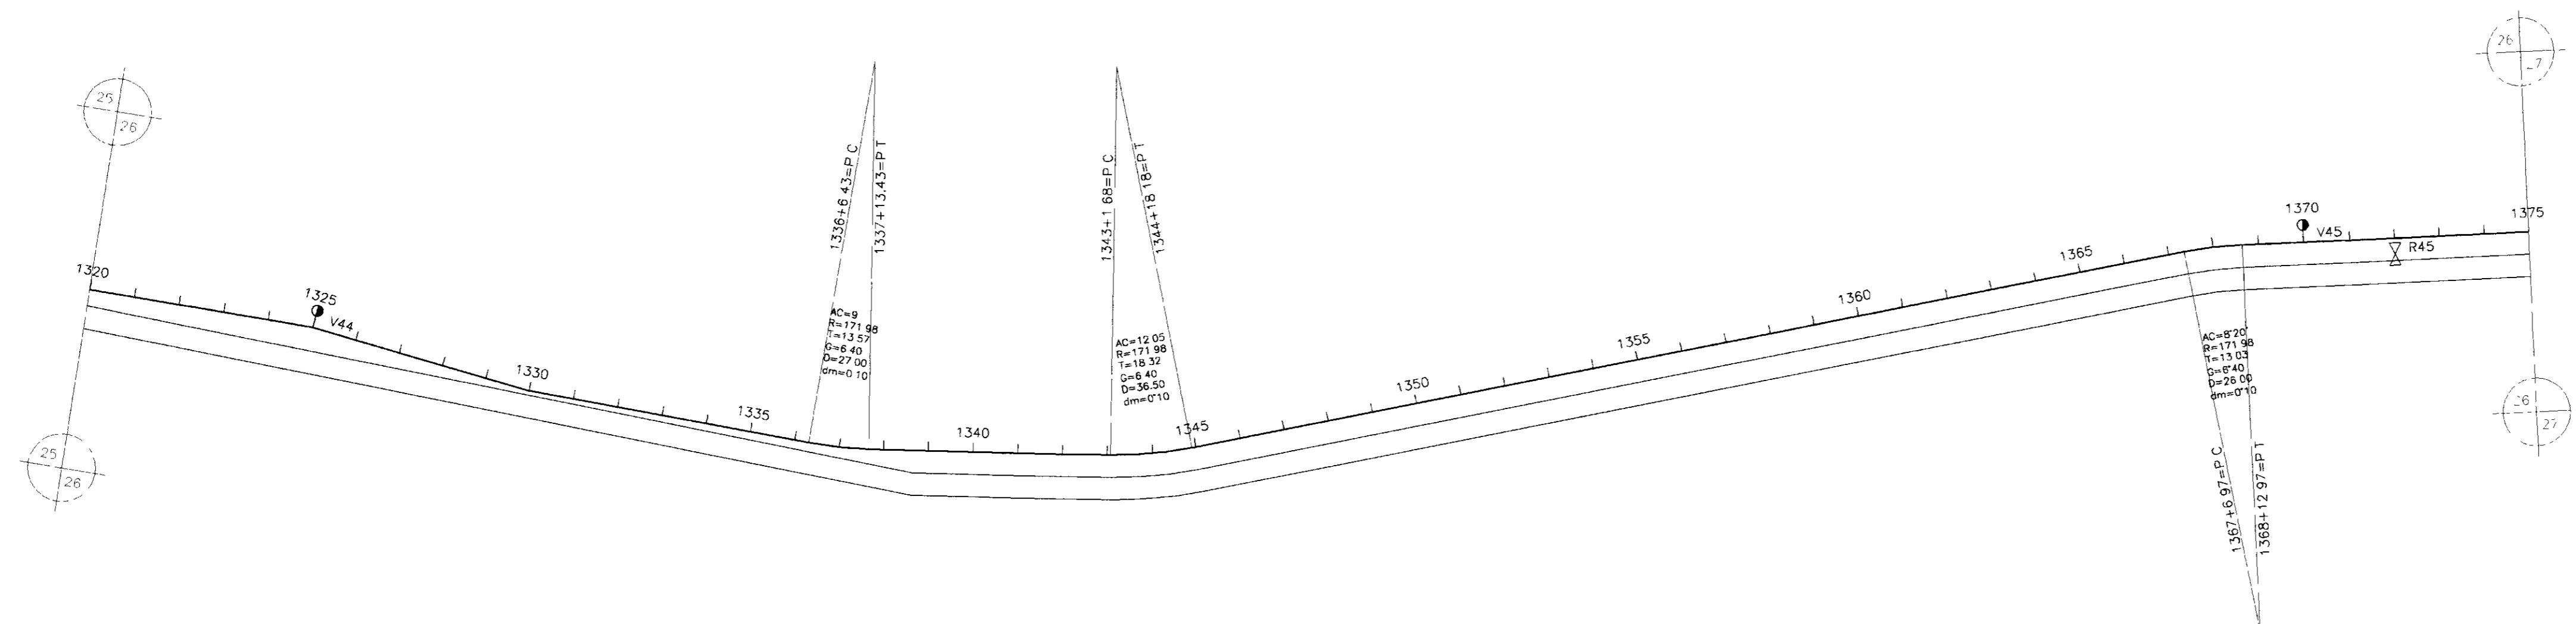 25
26
25
26
1320
1325
V44
1330
1335
1336+6 43=P C
1337+13.43=P T
AC=9
R=171 98
T=13 57
G=6 40
D=27 00
dm=0 10
1340
1343+1 68=P C
1344+18 18=P T
AC=12 05
R=171 98
T=18 32
G=6 40
D=36.50
dm=0°10
1345
1350
1355
1360
1365
AC=8°20'
R=171 98
T=13 03
G=6°40
D=26 00
dm=0°10
1367+6 97=P C
1368+12 97=P T
1370
V45
R45
1375
26
26
27